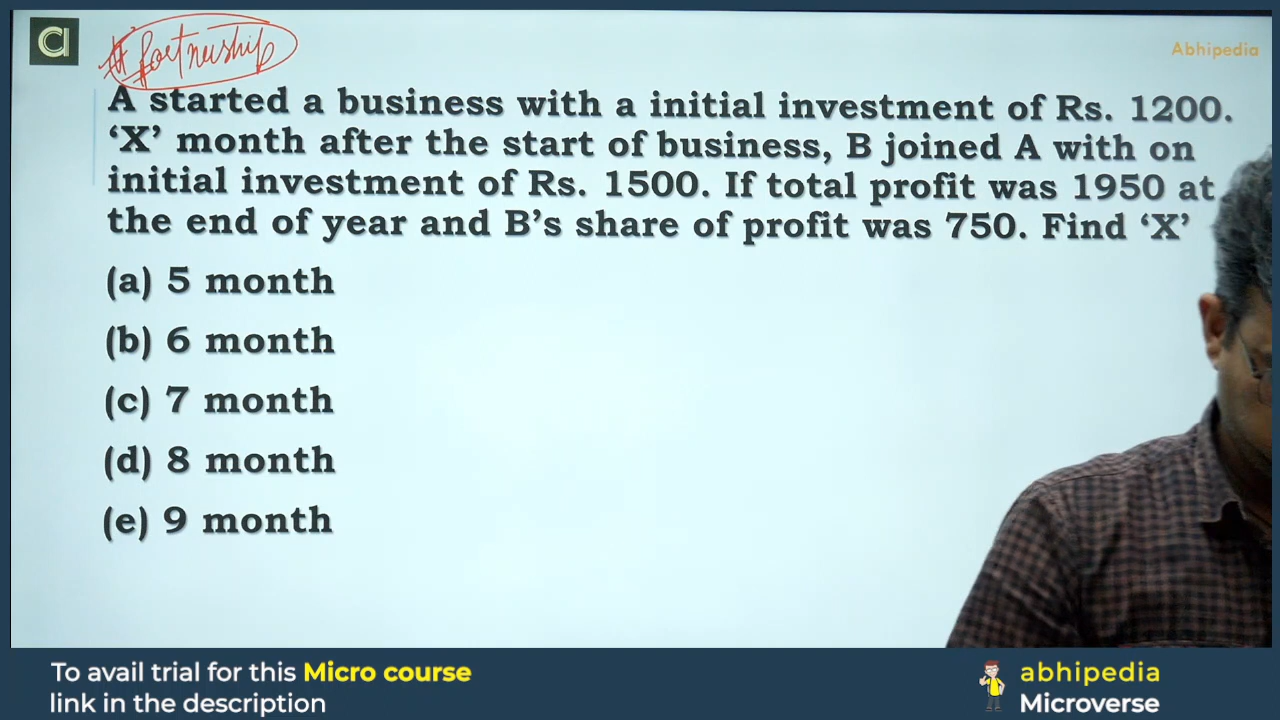 # Partnership
Abhipedia
A started a business with a initial investment of Rs. 1200.
‘X’ month after the start of business, B joined A with on
initial investment of Rs. 1500. If total profit was 1950 at
the end of year and B’s share of profit was 750. Find ‘X’
(a) 5 month
(b) 6 month
(c) 7 month
(d) 8 month
(e) 9 month
To avail trial for this Micro course
link in the description
abhipedia
Microverse